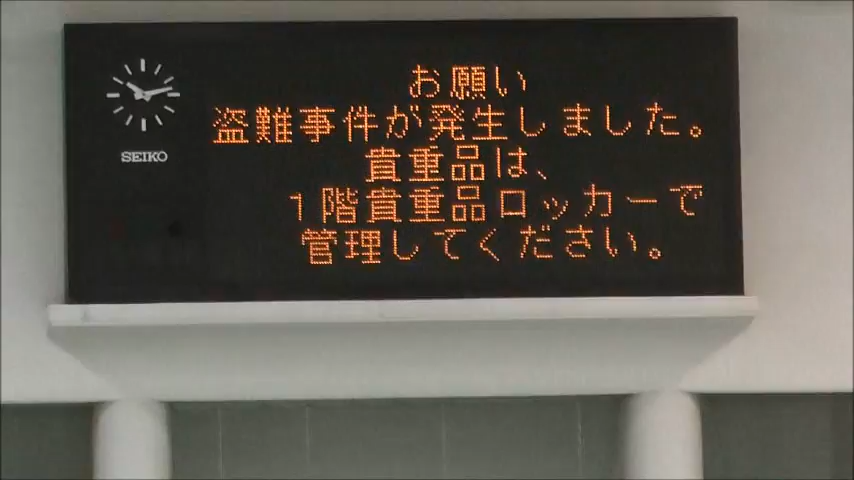 お願い
盗難事件が発生しました。
貴重品は、
1階貴重品ロッカーで
管理してください。
SEIKO